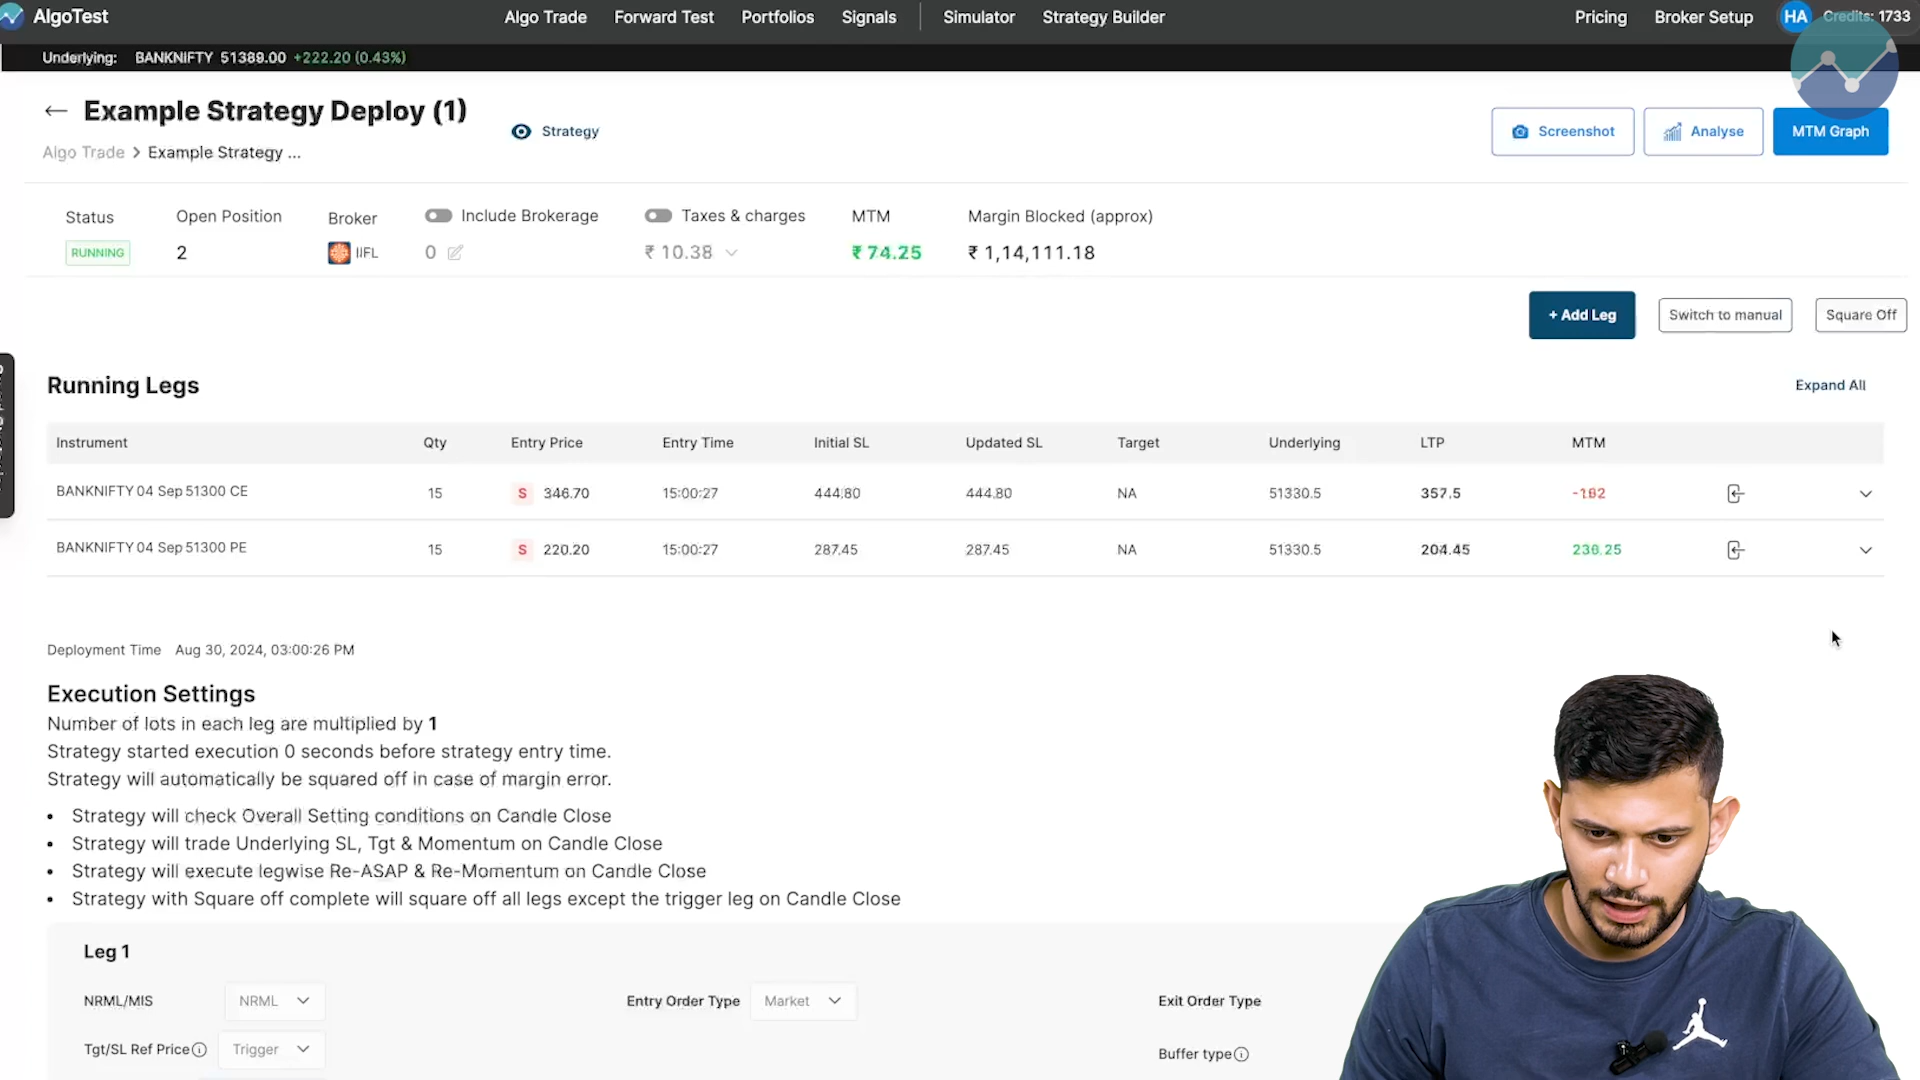 AlgoTest
Algo Trade Forward Test Portfolios Signals Simulator Strategy Builder Pricing Broker Setup HA Credits: 1733
Underlying: BANKNIFTY 51389.00 +222.20 (0.43%)
Example Strategy Deploy (1)
Strategy
Screenshot Analyse MTM Graph
Algo Trade > Example Strategy ...
Status Open Position Broker Include Brokerage Taxes & charges MTM Margin Blocked (approx)
RUNNING 2 IIFL 0 ₹ 10.38 ₹ 74.25 ₹ 1,14,111.18
+ Add Leg Switch to manual Square Off
Running Legs Expand All
Instrument Qty Entry Price Entry Time Initial SL Updated SL Target Underlying LTP MTM
BANKNIFTY 04 Sep 51300 CE 15 S 346.70 15:00:27 444.80 444.80 NA 51330.5 357.5 -162
BANKNIFTY 04 Sep 51300 PE 15 S 220.20 15:00:27 287.45 287.45 NA 51330.5 204.45 236.25
Deployment Time Aug 30, 2024, 03:00:26 PM
Execution Settings
Number of lots in each leg are multiplied by 1
Strategy started execution 0 seconds before strategy entry time.
Strategy will automatically be squared off in case of margin error.
• Strategy will check Overall Setting conditions on Candle Close
• Strategy will trade Underlying SL, Tgt & Momentum on Candle Close
• Strategy will execute legwise Re-ASAP & Re-Momentum on Candle Close
• Strategy with Square off complete will square off all legs except the trigger leg on Candle Close
Leg 1
NRML/MIS NRML Entry Order Type Market Exit Order Type
Tgt/SL Ref Price Trigger Buffer type